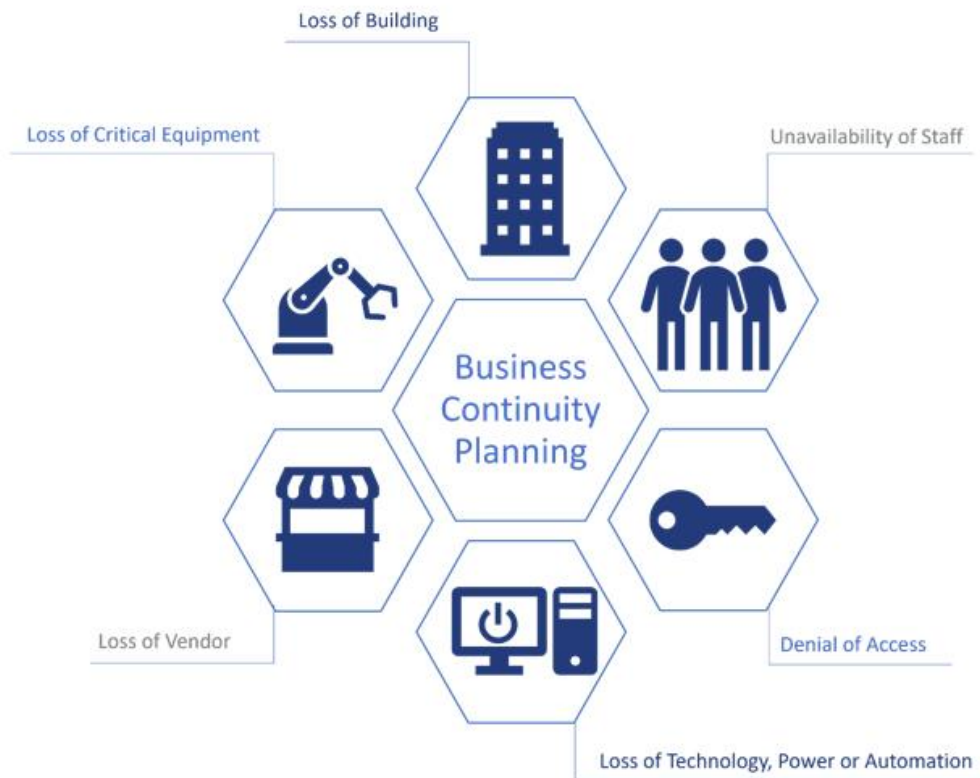 Loss of Building
Loss of Critical Equipment
Unavailability of Staff
Business
Continuity
Planning
Loss of Vendor
Denial of Access
Loss of Technology, Power or Automation